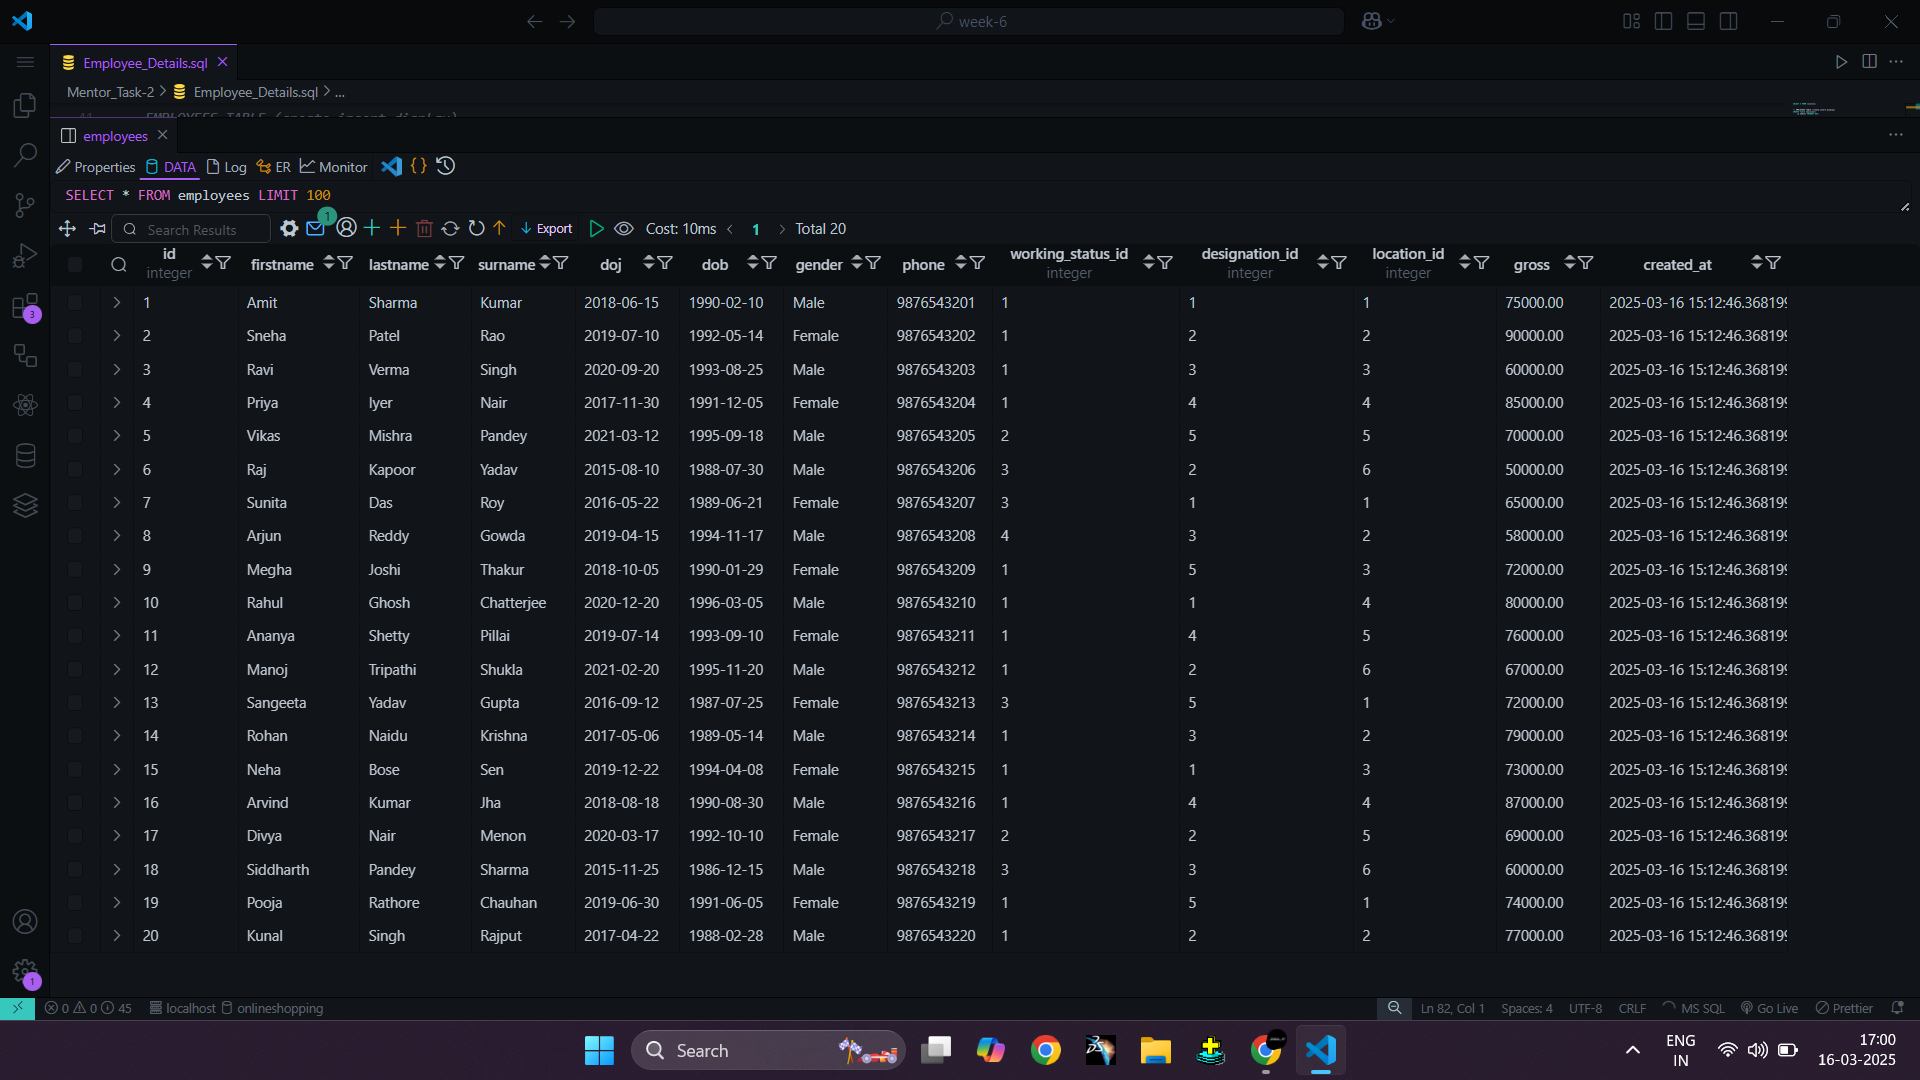 week-6
Employee_Details.sql
Mentor_Task-2 > Employee_Details.sql > ...
employees
Properties DATA Log ER Monitor
SELECT * FROM employees LIMIT 100
Search Results 1 Export Cost: 10ms 1 Total 20
id integer firstname lastname surname doj dob gender phone working_status_id integer designation_id integer location_id integer gross created_at
1 Amit Sharma Kumar 2018-06-15 1990-02-10 Male 9876543201 1 1 1 75000.00 2025-03-16 15:12:46.368199
2 Sneha Patel Rao 2019-07-10 1992-05-14 Female 9876543202 1 2 2 90000.00 2025-03-16 15:12:46.368199
3 Ravi Verma Singh 2020-09-20 1993-08-25 Male 9876543203 1 3 3 60000.00 2025-03-16 15:12:46.368199
4 Priya Iyer Nair 2017-11-30 1991-12-05 Female 9876543204 1 4 4 85000.00 2025-03-16 15:12:46.368199
5 Vikas Mishra Pandey 2021-03-12 1995-09-18 Male 9876543205 2 5 5 70000.00 2025-03-16 15:12:46.368199
6 Raj Kapoor Yadav 2015-08-10 1988-07-30 Male 9876543206 3 2 6 50000.00 2025-03-16 15:12:46.368199
7 Sunita Das Roy 2016-05-22 1989-06-21 Female 9876543207 3 1 1 65000.00 2025-03-16 15:12:46.368199
8 Arjun Reddy Gowda 2019-04-15 1994-11-17 Male 9876543208 4 3 2 58000.00 2025-03-16 15:12:46.368199
9 Megha Joshi Thakur 2018-10-05 1990-01-29 Female 9876543209 1 5 3 72000.00 2025-03-16 15:12:46.368199
10 Rahul Ghosh Chatterjee 2020-12-20 1996-03-05 Male 9876543210 1 1 4 80000.00 2025-03-16 15:12:46.368199
11 Ananya Shetty Pillai 2019-07-14 1993-09-10 Female 9876543211 1 4 5 76000.00 2025-03-16 15:12:46.368199
12 Manoj Tripathi Shukla 2021-02-20 1995-11-20 Male 9876543212 1 2 6 67000.00 2025-03-16 15:12:46.368199
13 Sangeeta Yadav Gupta 2016-09-12 1987-07-25 Female 9876543213 3 5 1 72000.00 2025-03-16 15:12:46.368199
14 Rohan Naidu Krishna 2017-05-06 1989-05-14 Male 9876543214 1 3 2 79000.00 2025-03-16 15:12:46.368199
15 Neha Bose Sen 2019-12-22 1994-04-08 Female 9876543215 1 1 3 73000.00 2025-03-16 15:12:46.368199
16 Arvind Kumar Jha 2018-08-18 1990-08-30 Male 9876543216 1 4 4 87000.00 2025-03-16 15:12:46.368199
17 Divya Nair Menon 2020-03-17 1992-10-10 Female 9876543217 2 2 5 69000.00 2025-03-16 15:12:46.368199
18 Siddharth Pandey Sharma 2015-11-25 1986-12-15 Male 9876543218 3 3 6 60000.00 2025-03-16 15:12:46.368199
19 Pooja Rathore Chauhan 2019-06-30 1991-06-05 Female 9876543219 1 5 1 74000.00 2025-03-16 15:12:46.368199
20 Kunal Singh Rajput 2017-04-22 1988-02-28 Male 9876543220 1 2 2 77000.00 2025-03-16 15:12:46.368199
3
1
0 0 45 localhost onlineshopping Ln 82, Col 1 Spaces: 4 UTF-8 CRLF MS SQL Go Live Prettier
Search ENG IN 17:00
16-03-2025